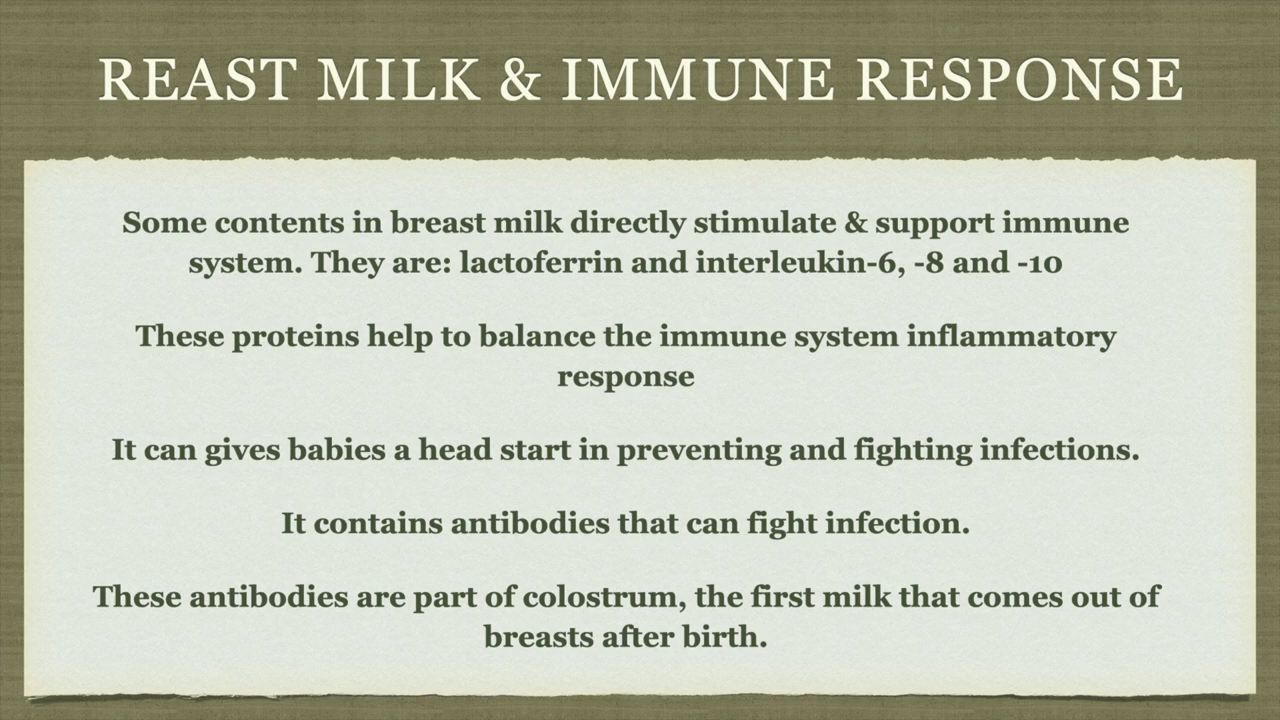 REAST MILK & IMMUNE RESPONSE
Some contents in breast milk directly stimulate & support immune
system. They are: lactoferrin and interleukin-6, -8 and -10
These proteins help to balance the immune system inflammatory
response
It can gives babies a head start in preventing and fighting infections.
It contains antibodies that can fight infection.
These antibodies are part of colostrum, the first milk that comes out of
breasts after birth.